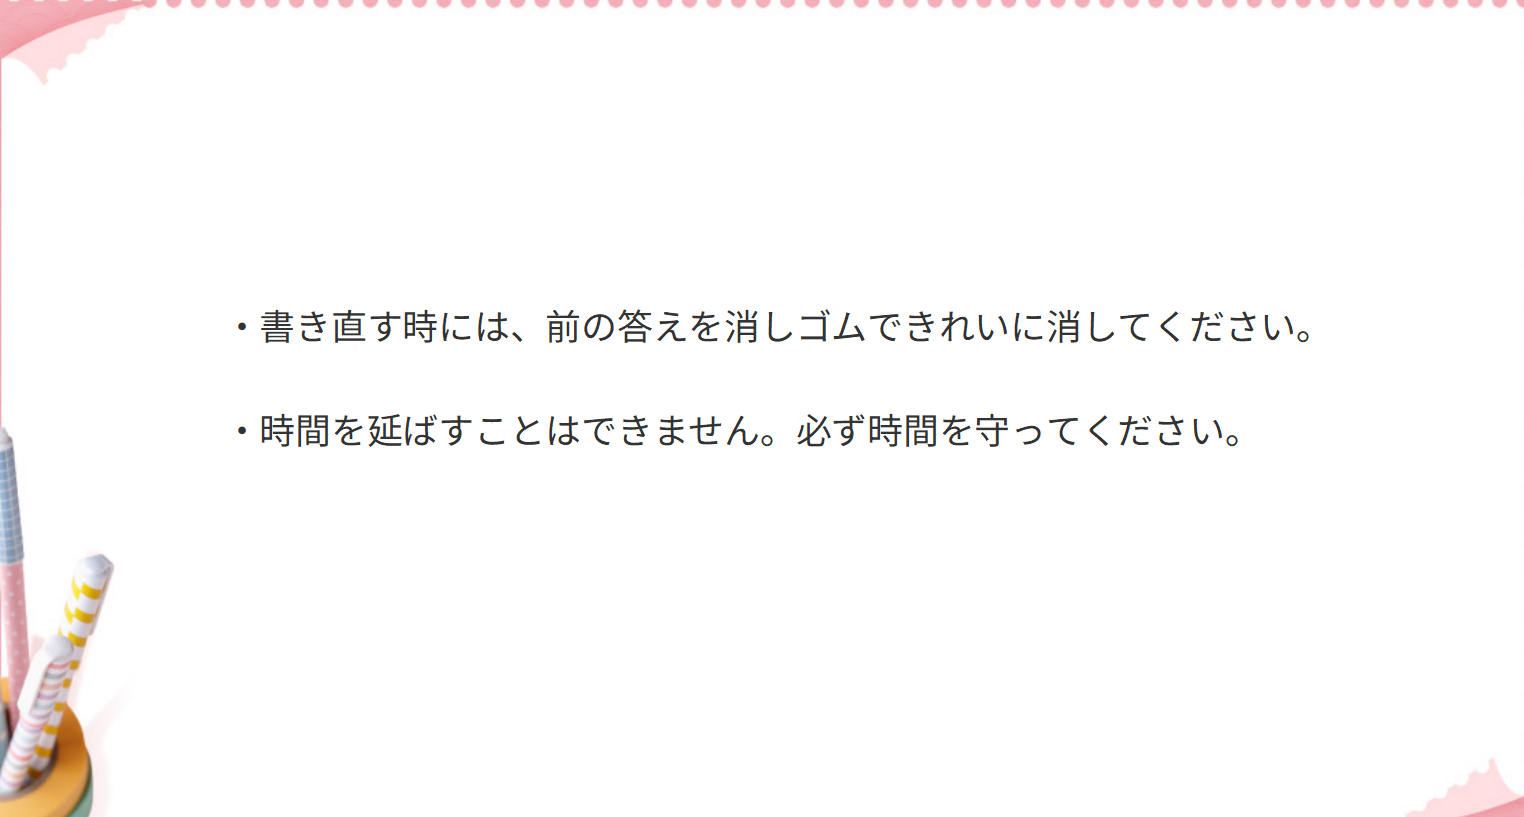 ・書き直す時には、前の答えを消しゴムできれいに消してください。
・時間を延ばすことはできません。必ず時間を守ってください。